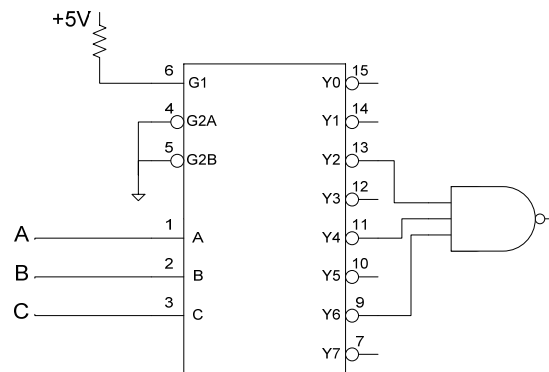 +5V
6 G1 Y0 15
4 G2A Y1 14
5 G2B Y2 13
Y3 12
A 1 A Y4 11
B 2 B Y5 10
C 3 C Y6 9
Y7 7